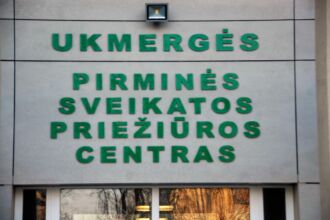 UKMERGĖS
PIRMINĖS
SVEIKATOS
PRIEŽIŪROS
CENTRAS